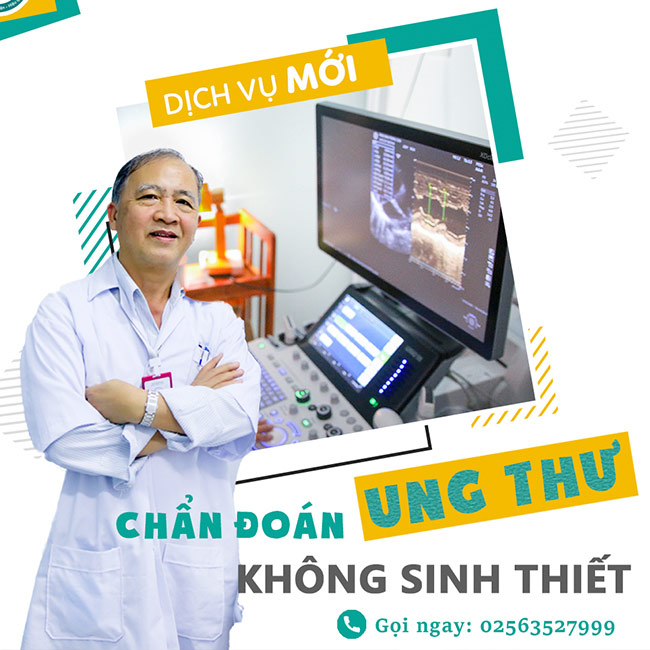 DỊCH VỤ MỚI
CHẨN ĐOÁN UNG THƯ
KHÔNG SINH THIẾT
Gọi ngay: 02563527999